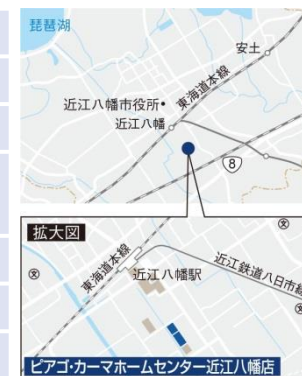 琵琶湖
安土
東海道本線
近江八幡市役所
近江八幡
8
拡大図
東海道本線
近江八幡駅
近江鉄道八日市線
文
文
文
ピアゴ・カーマホームセンター近江八幡店